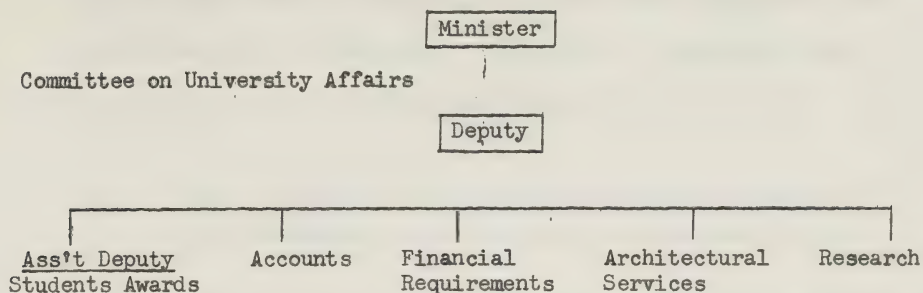 Minister
Committee on University Affairs
Deputy
Ass't Deputy Accounts Financial Architectural Research
Students Awards Requirements Services